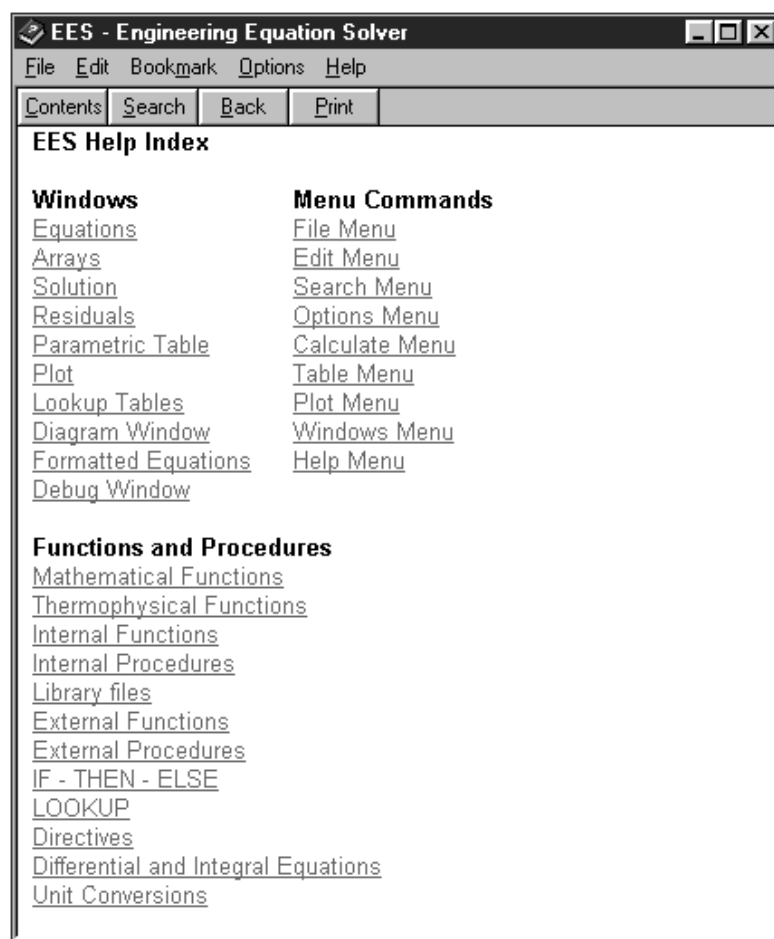 EES - Engineering Equation Solver
File Edit Bookmark Options Help
Contents Search Back Print
EES Help Index
Windows
Equations
Arrays
Solution
Residuals
Parametric Table
Plot
Lookup Tables
Diagram Window
Formatted Equations
Debug Window
Menu Commands
File Menu
Edit Menu
Search Menu
Options Menu
Calculate Menu
Table Menu
Plot Menu
Windows Menu
Help Menu
Functions and Procedures
Mathematical Functions
Thermophysical Functions
Internal Functions
Internal Procedures
Library files
External Functions
External Procedures
IF - THEN - ELSE
LOOKUP
Directives
Differential and Integral Equations
Unit Conversions